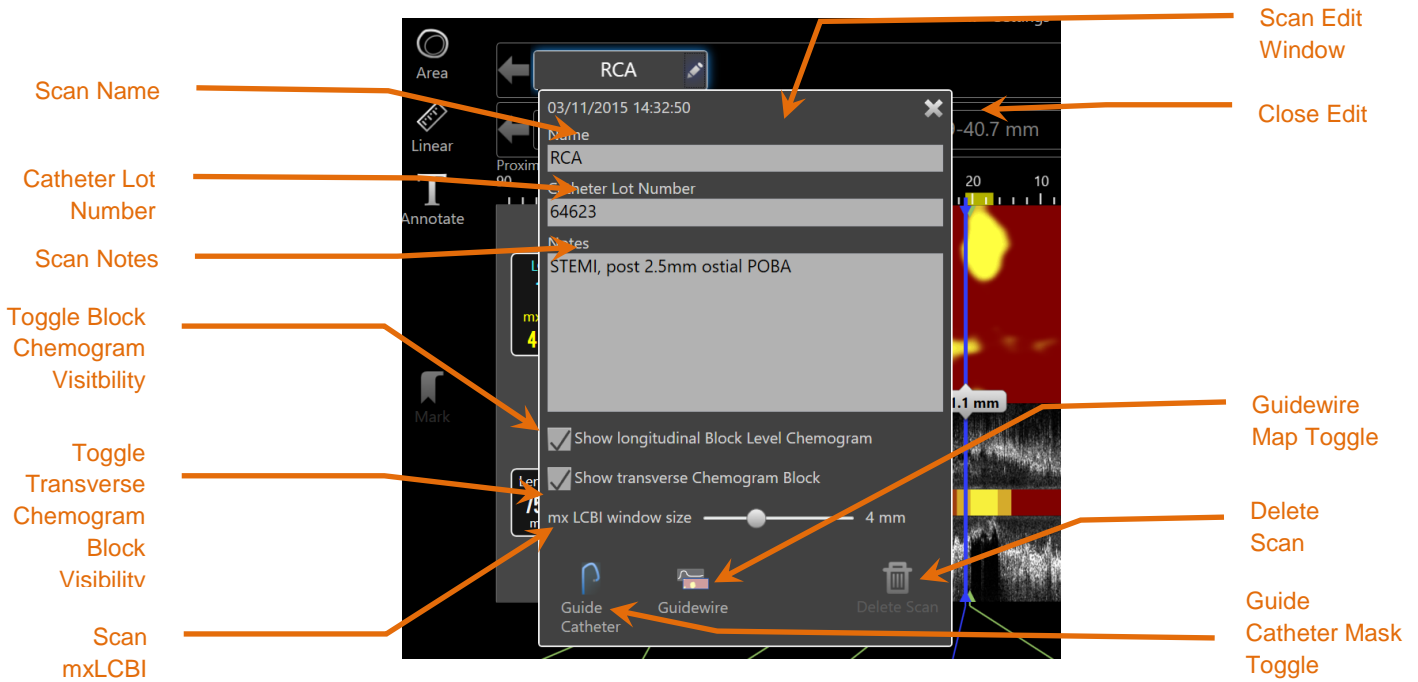 Scan Edit
Window
Close Edit
Scan Name
Catheter Lot
Number
Scan Notes
Toggle Block
Chemogram
Visitbility
Toggle
Transverse
Chemogram
Block
Visibility
Scan
mxLCBI
Area
Linear
Annotate
Mark
RCA
03/11/2015 14:32:50
Name
RCA
Catheter Lot Number
64623
Notes
STEMI, post 2.5mm ostial POBA
Show longitudinal Block Level Chemogram
Show transverse Chemogram Block
mx LCBI window size 4 mm
Guide
Catheter
Guidewire
Delete Scan
-40.7 mm
20 10
1.1 mm
Guidewire
Map Toggle
Delete
Scan
Guide
Catheter Mask
Toggle